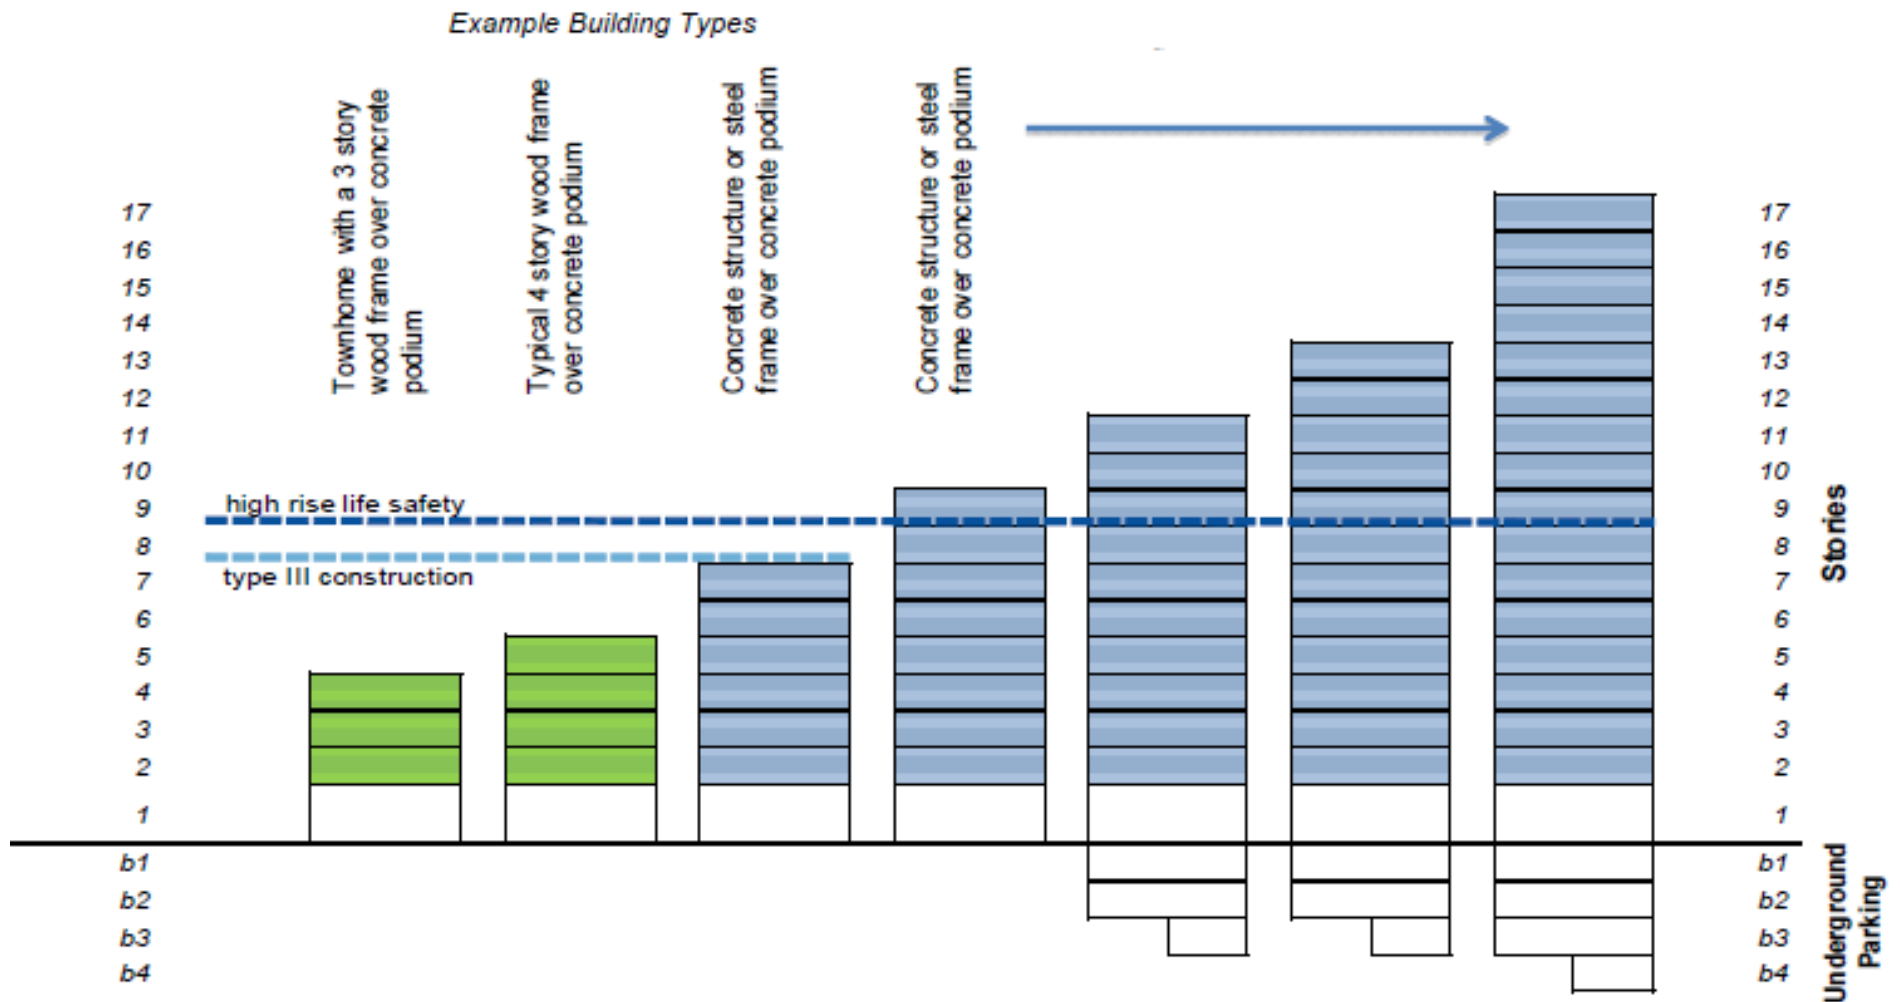 Example Building Types
Townhome with a 3 story
wood frame over concrete
podium
Typical 4 story wood frame
over concrete podium
Concrete structure or steel
frame over concrete podium
Concrete structure or steel
frame over concrete podium
17
16
15
14
13
12
11
10
9
8
7
6
5
4
3
2
1
b1
b2
b3
b4
high rise life safety
type III construction
17
16
15
14
13
12
11
10
9
8
7
6
5
4
3
2
1
b1
b2
b3
b4
Stories
Underground
Parking